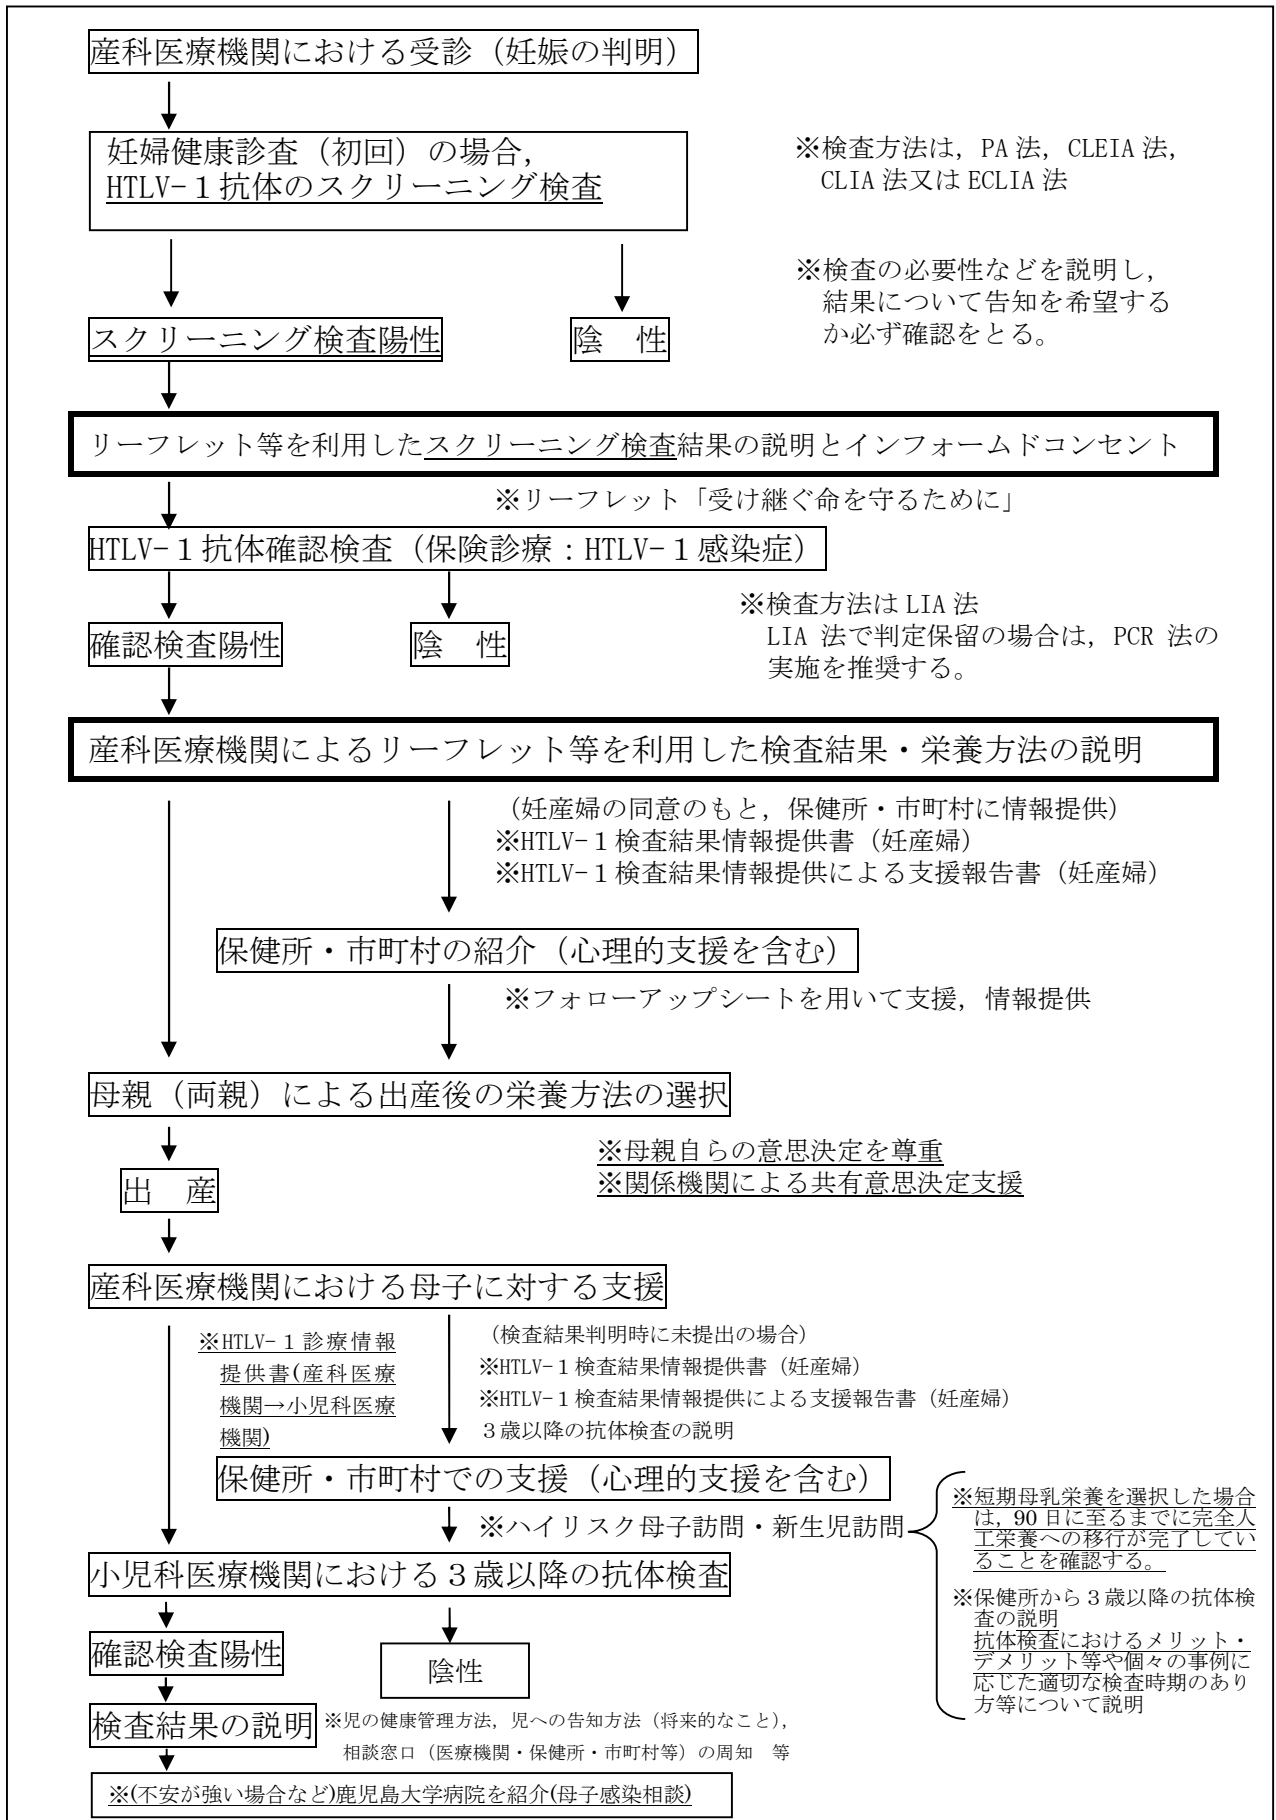 産科医療機関における受診（妊娠の判明）
妊婦健康診査（初回）の場合，
HTLV-１抗体のスクリーニング検査
※検査方法は，PA法，CLEIA法，
CLIA法又はECLIA法
※検査の必要性などを説明し，
結果について告知を希望する
か必ず確認をとる。
スクリーニング検査陽性
陰　性
リーフレット等を利用したスクリーニング検査結果の説明とインフォームドコンセント
※リーフレット「受け継ぐ命を守るために」
HTLV-１抗体確認検査（保険診療：HTLV-１感染症）
※検査方法はLIA法
LIA 法で判定保留の場合は，PCR 法の
実施を推奨する。
確認検査陽性
陰　性
産科医療機関によるリーフレット等を利用した検査結果・栄養方法の説明
（妊産婦の同意のもと，保健所・市町村に情報提供）
※HTLV-１検査結果情報提供書（妊産婦）
※HTLV-１検査結果情報提供による支援報告書（妊産婦）
保健所・市町村の紹介（心理的支援を含む）
※フォローアップシートを用いて支援，情報提供
母親（両親）による出産後の栄養方法の選択
※母親自らの意思決定を尊重
※関係機関による共有意思決定支援
出　産
産科医療機関における母子に対する支援
※HTLV-１診療情報
提供書(産科医療
機関→小児科医療
機関)
（検査結果判明時に未提出の場合）
※HTLV-１検査結果情報提供書（妊産婦）
※HTLV-１検査結果情報提供による支援報告書（妊産婦）
３歳以降の抗体検査の説明
保健所・市町村での支援（心理的支援を含む）
※ハイリスク母子訪問・新生児訪問
※短期母乳栄養を選択した場合
は，90日に至るまでに完全人
工栄養への移行が完了してい
ることを確認する。
※保健所から３歳以降の抗体検
査の説明
抗体検査におけるメリット・
デメリット等や個々の事例に
応じた適切な検査時期のあり
方等について説明
小児科医療機関における３歳以降の抗体検査
確認検査陽性
陰性
検査結果の説明
※児の健康管理方法，児への告知方法（将来的なこと），
相談窓口（医療機関・保健所・市町村等）の周知　等
※(不安が強い場合など)鹿児島大学病院を紹介(母子感染相談)